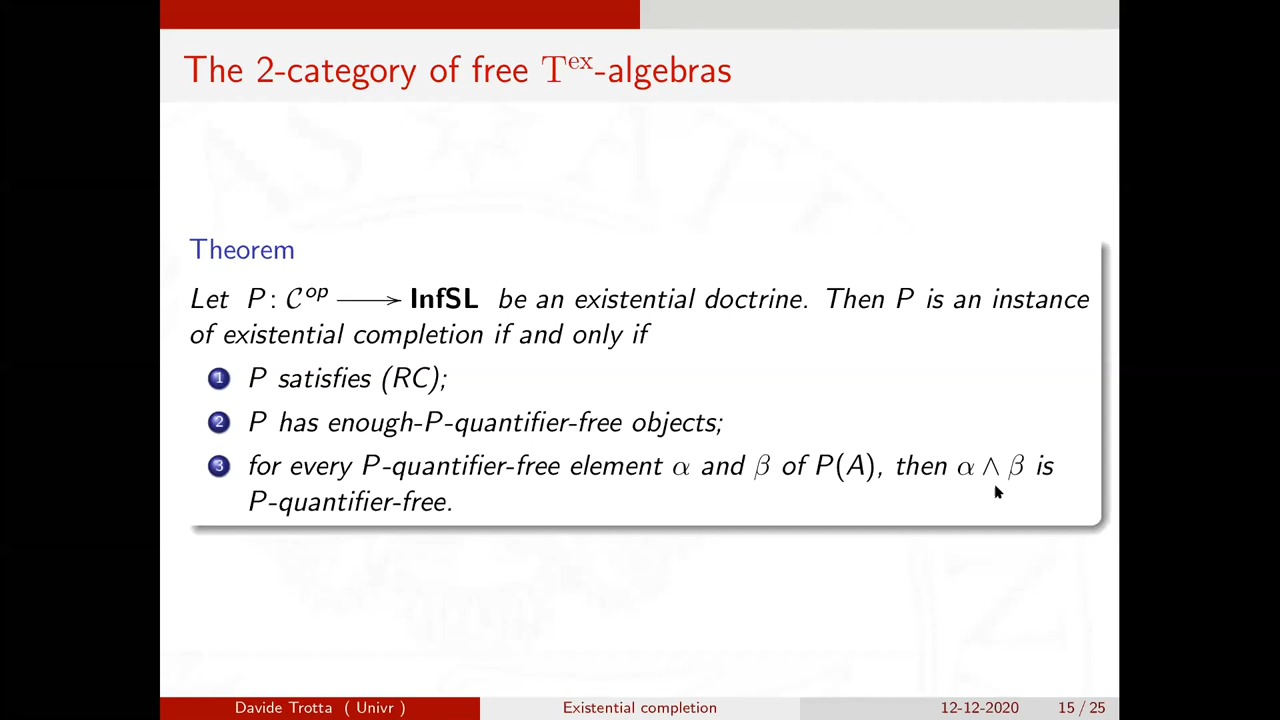 The 2-category of free Tᵉˣ-algebras
Theorem
Let P : 𝒞ᵒᵖ ⟶ InfSL be an existential doctrine. Then P is an instance
of existential completion if and only if
1 P satisfies (RC);
2 P has enough-P-quantifier-free objects;
3 for every P-quantifier-free element α and β of P(A), then α ∧ β is
P-quantifier-free.
Davide Trotta ( Univr ) Existential completion 12-12-2020 15 / 25